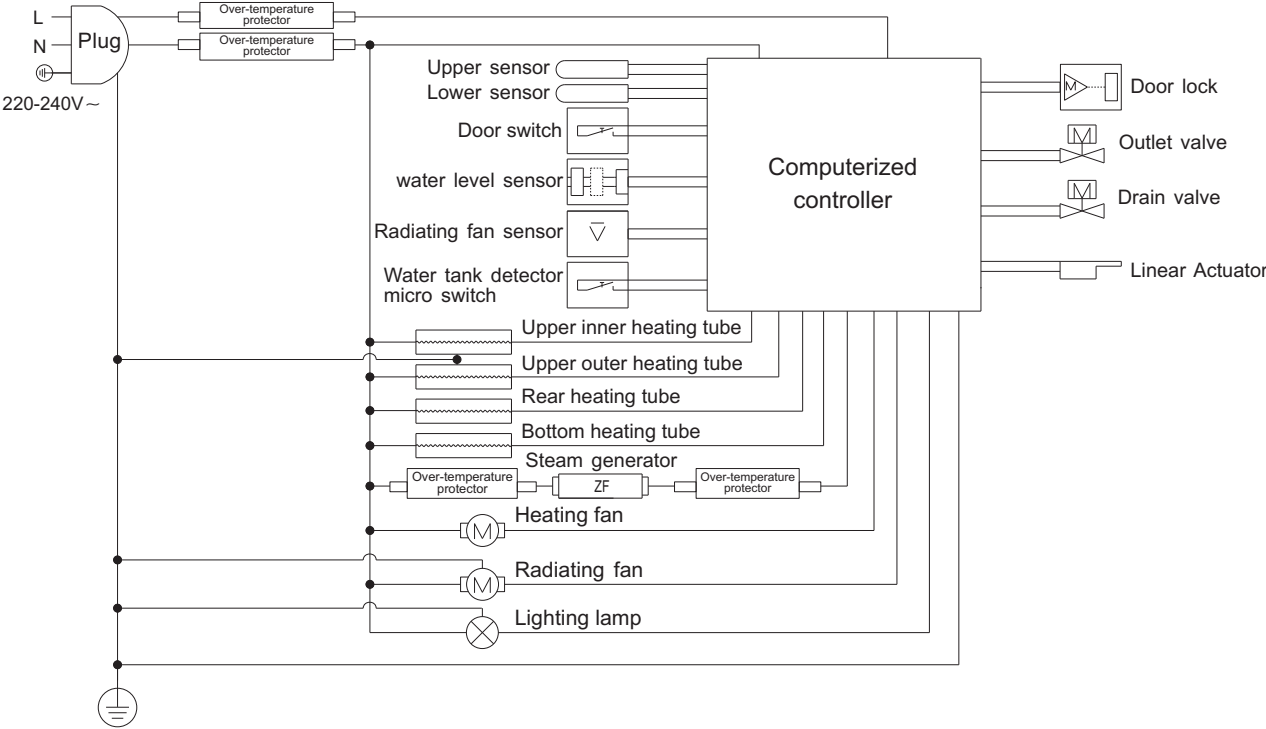 L
N
Plug
220-240V~
Over-temperature
protector
Over-temperature
protector
Upper sensor
Lower sensor
Door switch
water level sensor
Radiating fan sensor
Water tank detector
micro switch
Computerized
controller
M
Door lock
M
Outlet valve
M
Drain valve
Linear Actuator
Upper inner heating tube
Upper outer heating tube
Rear heating tube
Bottom heating tube
Steam generator
Over-temperature
protector
ZF
Over-temperature
protector
Heating fan
M
Radiating fan
M
Lighting lamp